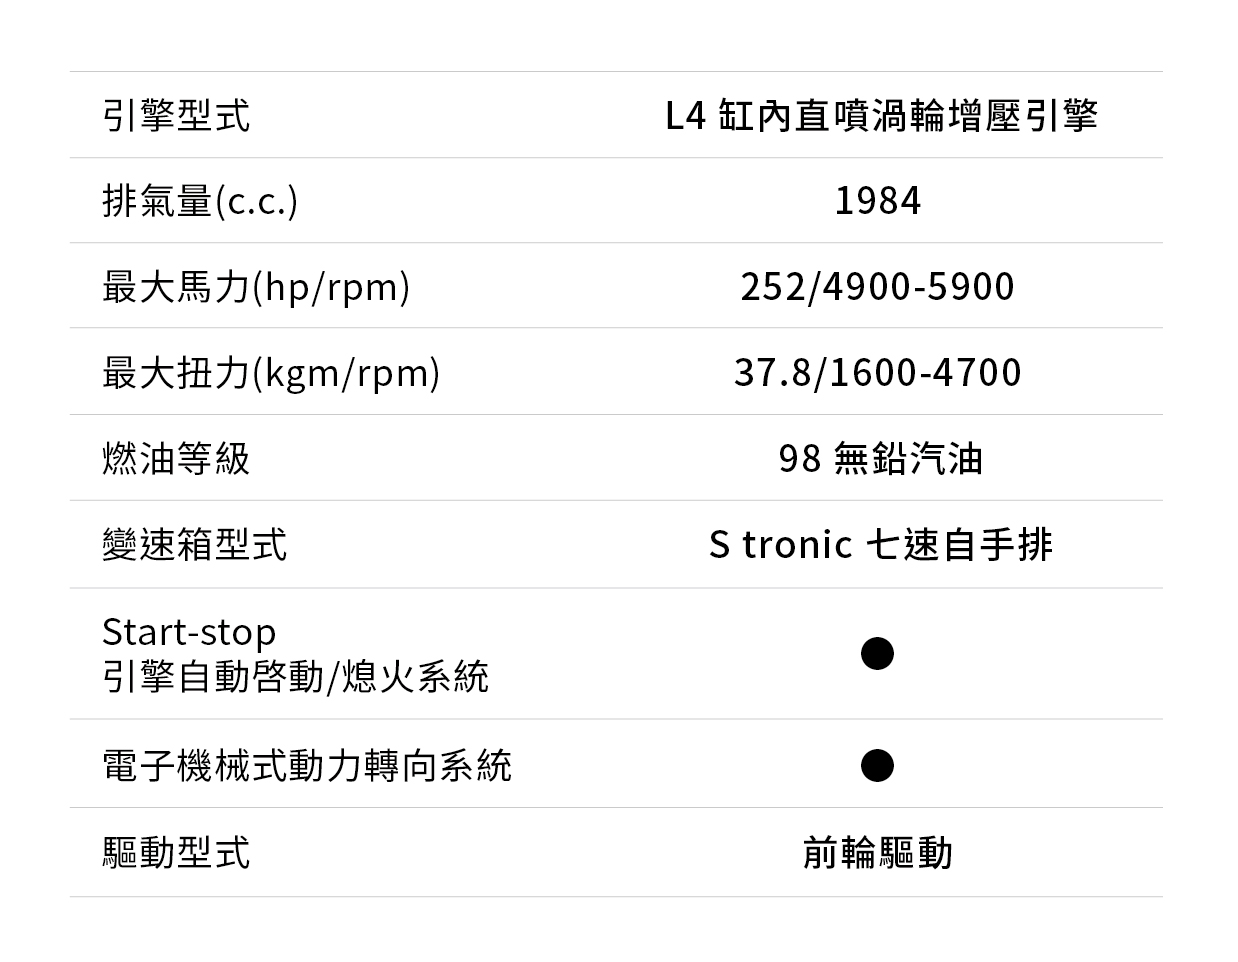 引擎型式 L4 缸內直噴渦輪增壓引擎
排氣量(c.c.) 1984
最大馬力(hp/rpm) 252/4900-5900
最大扭力(kgm/rpm) 37.8/1600-4700
燃油等級 98 無鉛汽油
變速箱型式 S tronic 七速自手排
Start-stop
引擎自動啓動/熄火系統 ●
電子機械式動力轉向系統 ●
驅動型式 前輪驅動